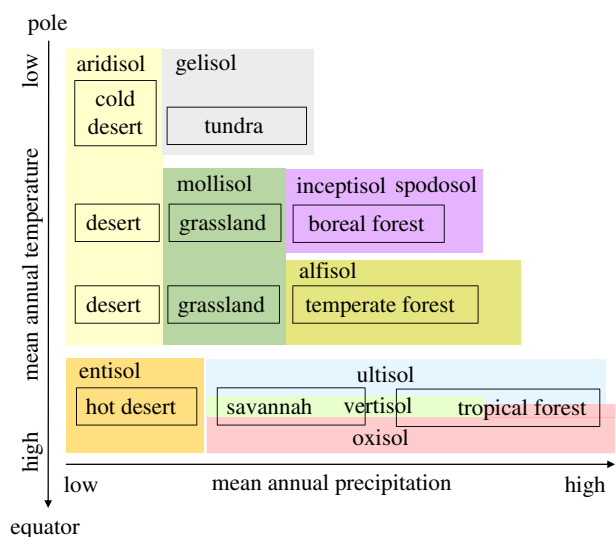 pole
low
aridisol
gelisol
cold
desert
tundra
mollisol
inceptisol spodosol
desert
grassland
boreal forest
alfisol
desert
grassland
temperate forest
mean annual temperature
entisol
ultisol
hot desert
savannah
vertisol
tropical forest
oxisol
high
low
mean annual precipitation
high
equator